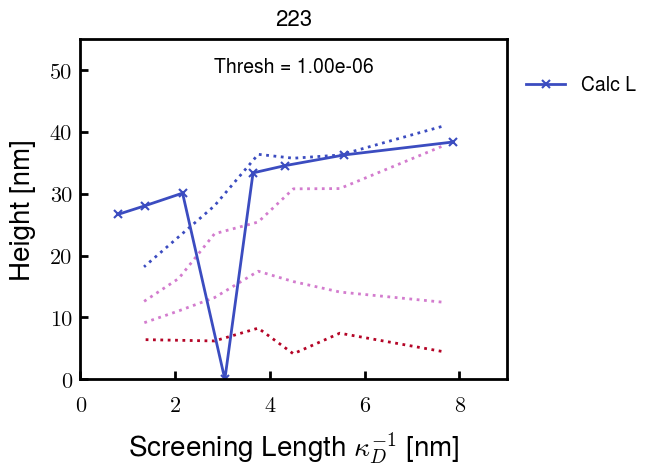 223
Thresh = 1.00e-06
Calc L
50
40
30
20
10
0
Height [nm]
0 2 4 6 8
Screening Length κ_D^{-1} [nm]